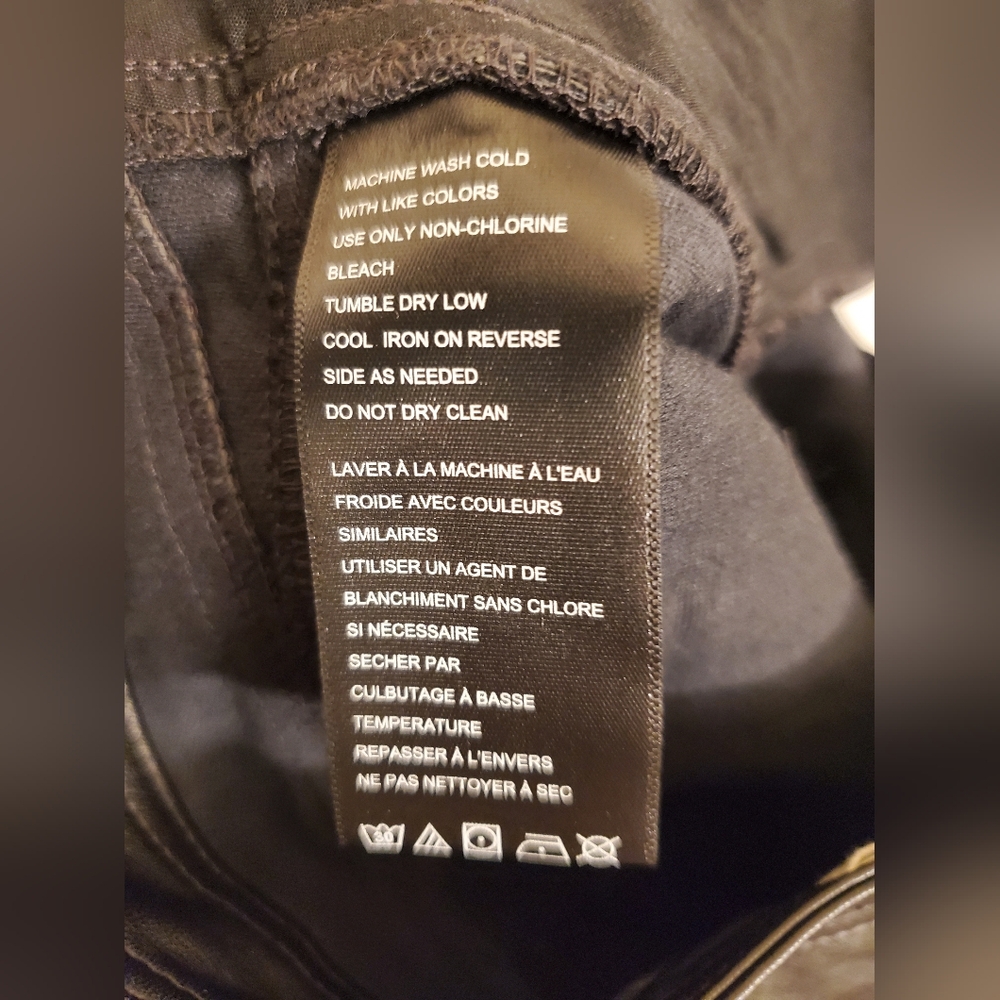 MACHINE WASH COLD
WITH LIKE COLORS
USE ONLY NON-CHLORINE
BLEACH
TUMBLE DRY LOW
COOL IRON ON REVERSE
SIDE AS NEEDED
DO NOT DRY CLEAN
LAVER À LA MACHINE À L'EAU
FROIDE AVEC COULEURS
SIMILAIRES
UTILISER UN AGENT DE
BLANCHIMENT SANS CHLORE
SI NÉCESSAIRE
SECHER PAR
CULBUTAGE À BASSE
TEMPERATURE
REPASSER À L'ENVERS
NE PAS NETTOYER À SEC
30